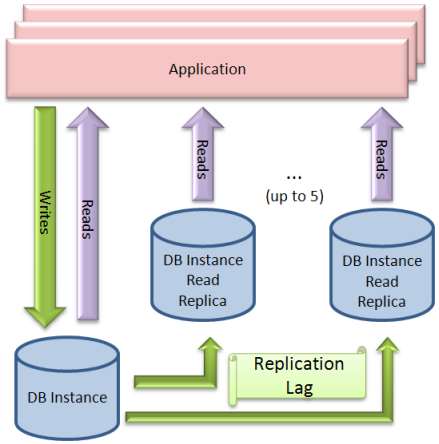 Application
Writes
Reads
Reads
...
(up to 5)
Reads
DB Instance
Read
Replica
DB Instance
Read
Replica
DB Instance
Replication
Lag